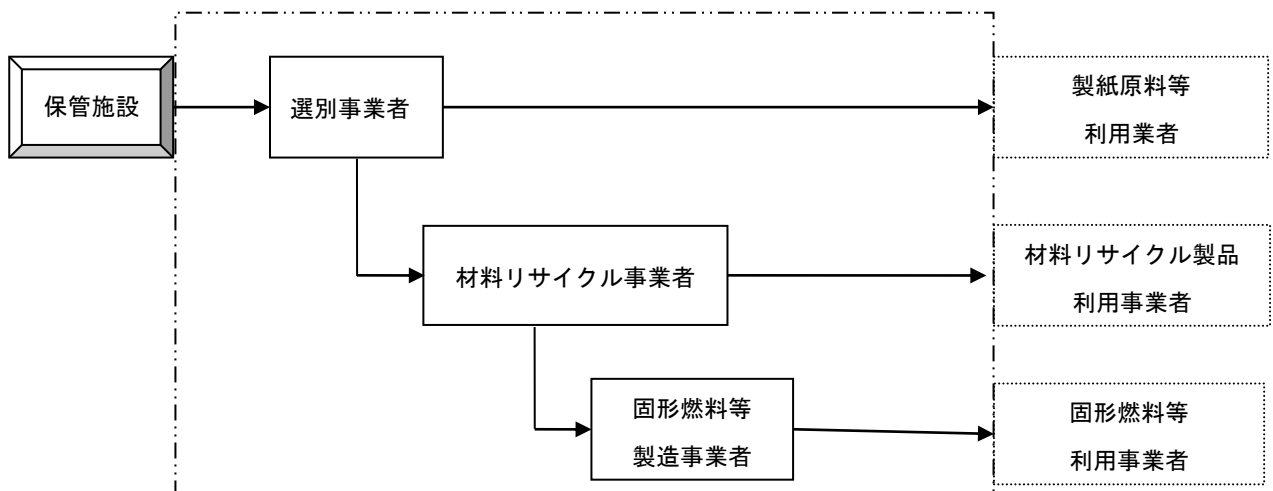 保管施設
選別事業者
製紙原料等
利用業者
材料リサイクル事業者
材料リサイクル製品
利用事業者
固形燃料等
製造事業者
固形燃料等
利用事業者